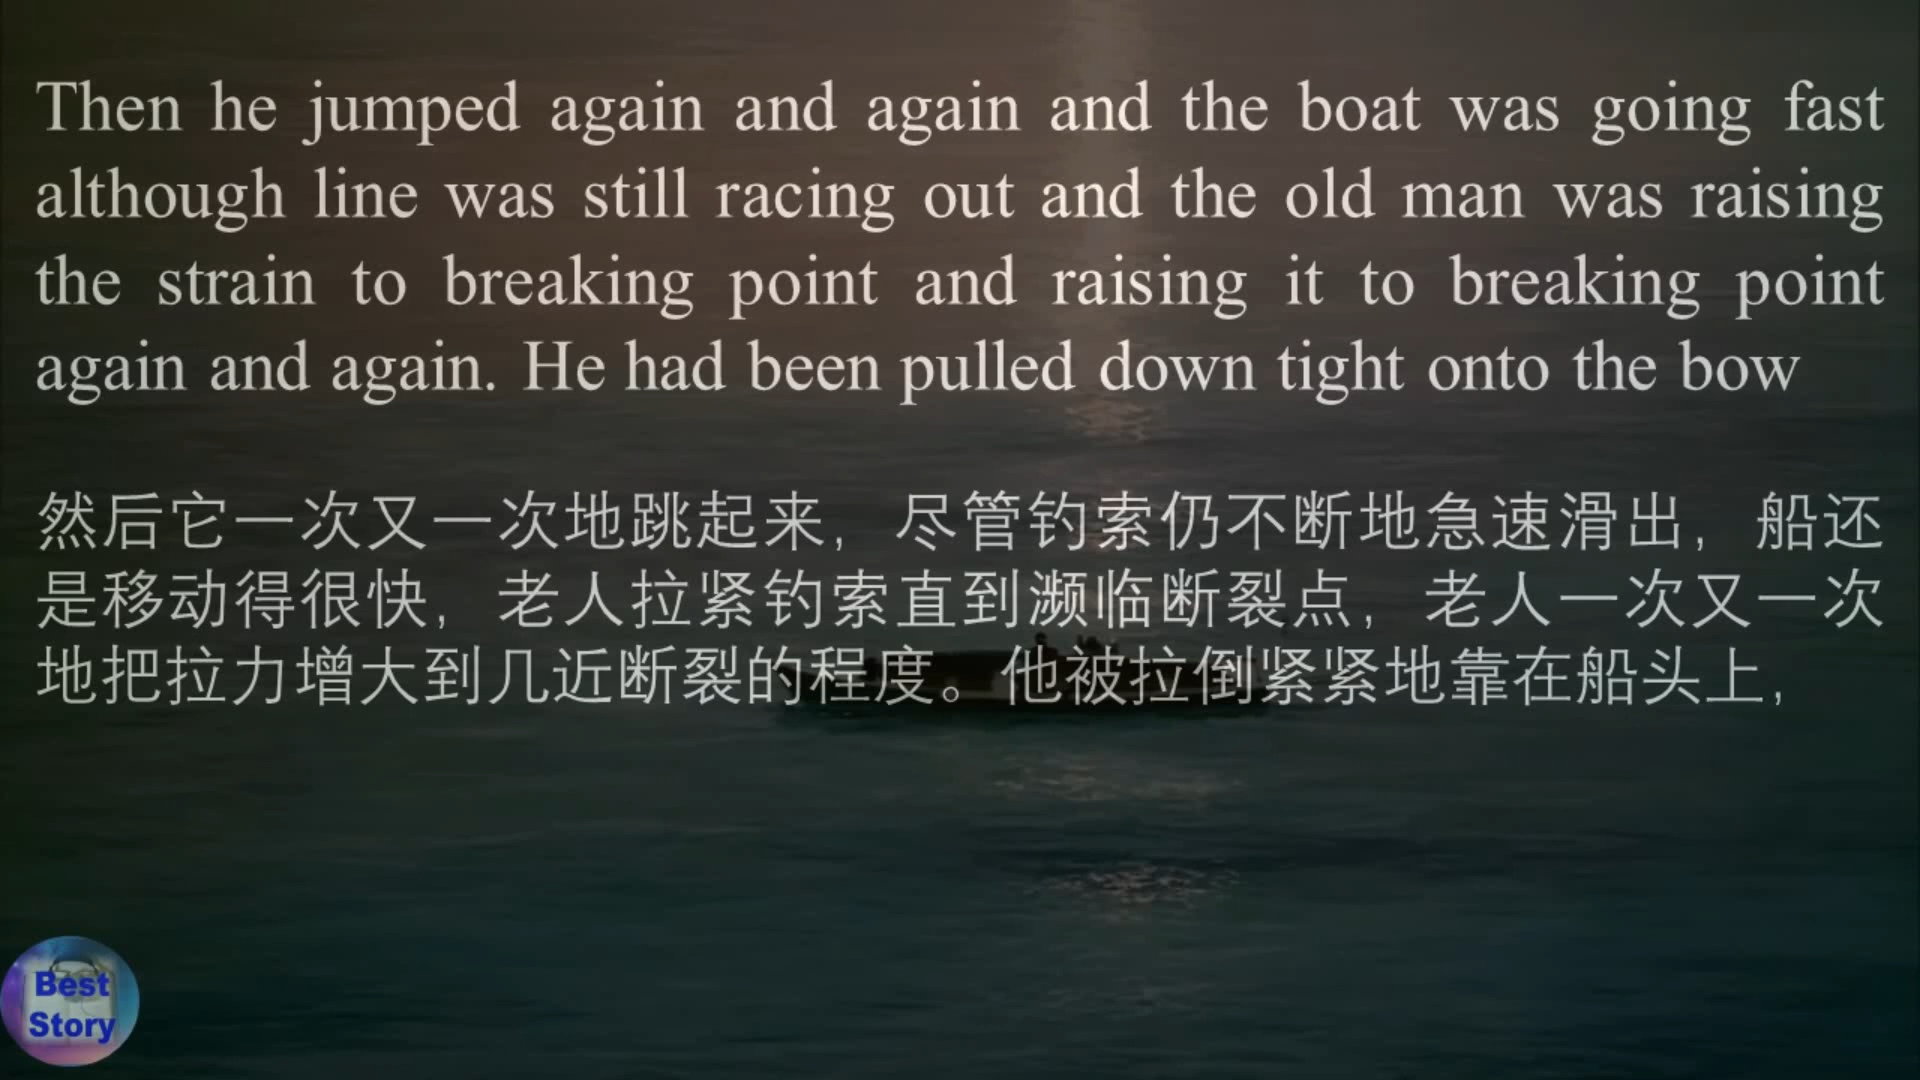 Then he jumped again and again and the boat was going fast
although line was still racing out and the old man was raising
the strain to breaking point and raising it to breaking point
again and again. He had been pulled down tight onto the bow
然后它一次又一次地跳起来，尽管钓索仍不断地急速滑出，船还
是移动得很快，老人拉紧钓索直到濒临断裂点，老人一次又一次
地把拉力增大到几近断裂的程度。他被拉倒紧紧地靠在船头上，
Best
Story